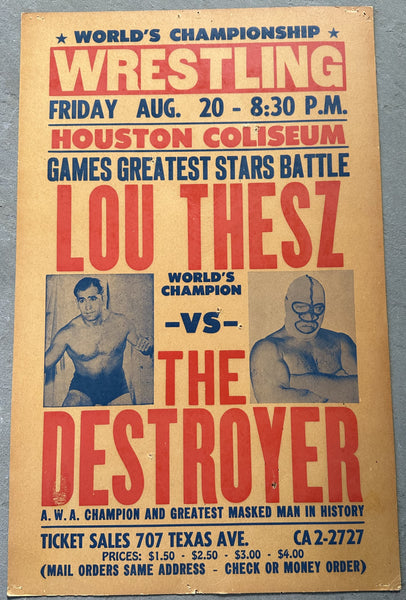 ★ WORLD'S CHAMPIONSHIP ★
WRESTLING
FRIDAY AUG. 20 - 8:30 P.M.
HOUSTON COLISEUM
GAMES GREATEST STARS BATTLE
LOU THESZ
WORLD'S
CHAMPION
-VS-
THE
DESTROYER
A.W.A. CHAMPION AND GREATEST MASKED MAN IN HISTORY
TICKET SALES 707 TEXAS AVE. CA 2-2727
PRICES: $1.50 - $2.50 - $3.00 - $4.00
(MAIL ORDERS SAME ADDRESS - CHECK OR MONEY ORDER)